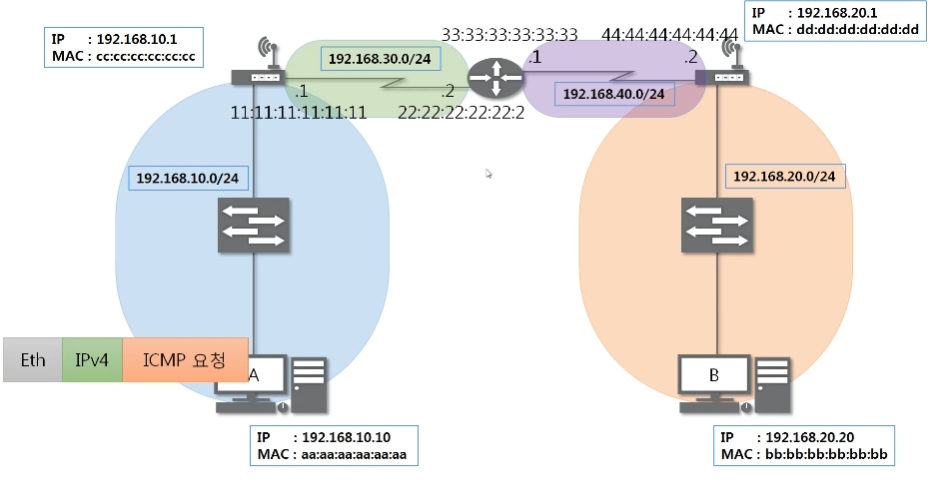 IP : 192.168.10.1
MAC : cc:cc:cc:cc:cc:cc
33:33:33:33:33:33
44:44:44:44:44:44
IP : 192.168.20.1
MAC : dd:dd:dd:dd:dd:dd
192.168.30.0/24
.1
.2
192.168.40.0/24
.1
.2
11:11:11:11:11:11
22:22:22:22:22:2
192.168.10.0/24
192.168.20.0/24
Eth IPv4 ICMP 요청
A
B
IP : 192.168.10.10
MAC : aa:aa:aa:aa:aa:aa
IP : 192.168.20.20
MAC : bb:bb:bb:bb:bb:bb